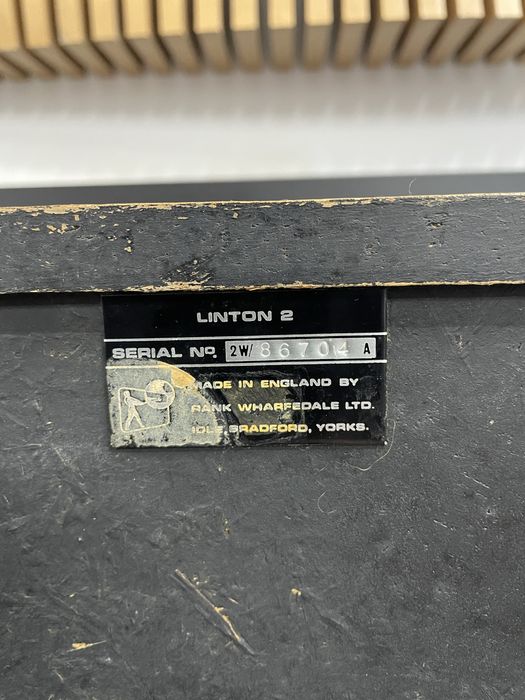 LINTON 2
SERIAL NO. 2W/ 86704 A
MADE IN ENGLAND BY
RANK WHARFEDALE LTD.
IDLE, BRADFORD, YORKS.